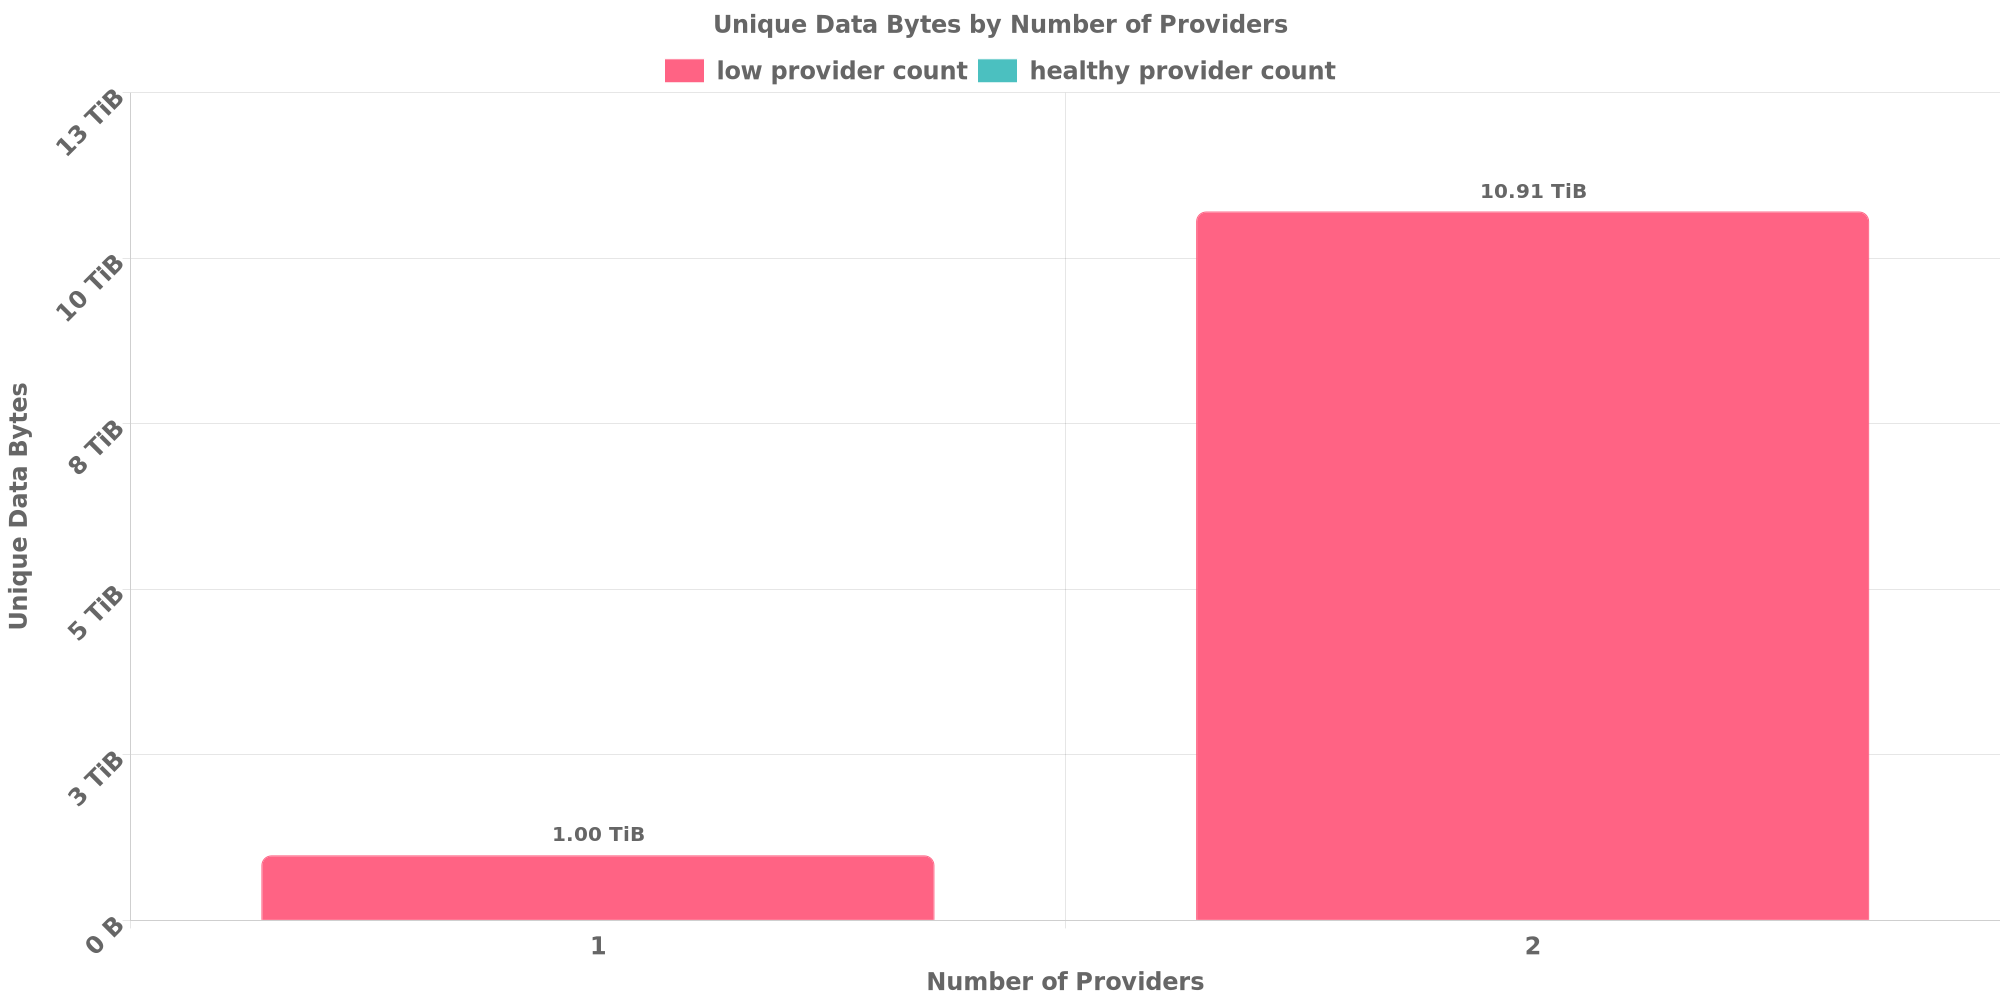 Unique Data Bytes by Number of Providers
low provider count
healthy provider count
13 TiB
10 TiB
8 TiB
5 TiB
3 TiB
0 B
Unique Data Bytes
1.00 TiB
10.91 TiB
1
2
Number of Providers